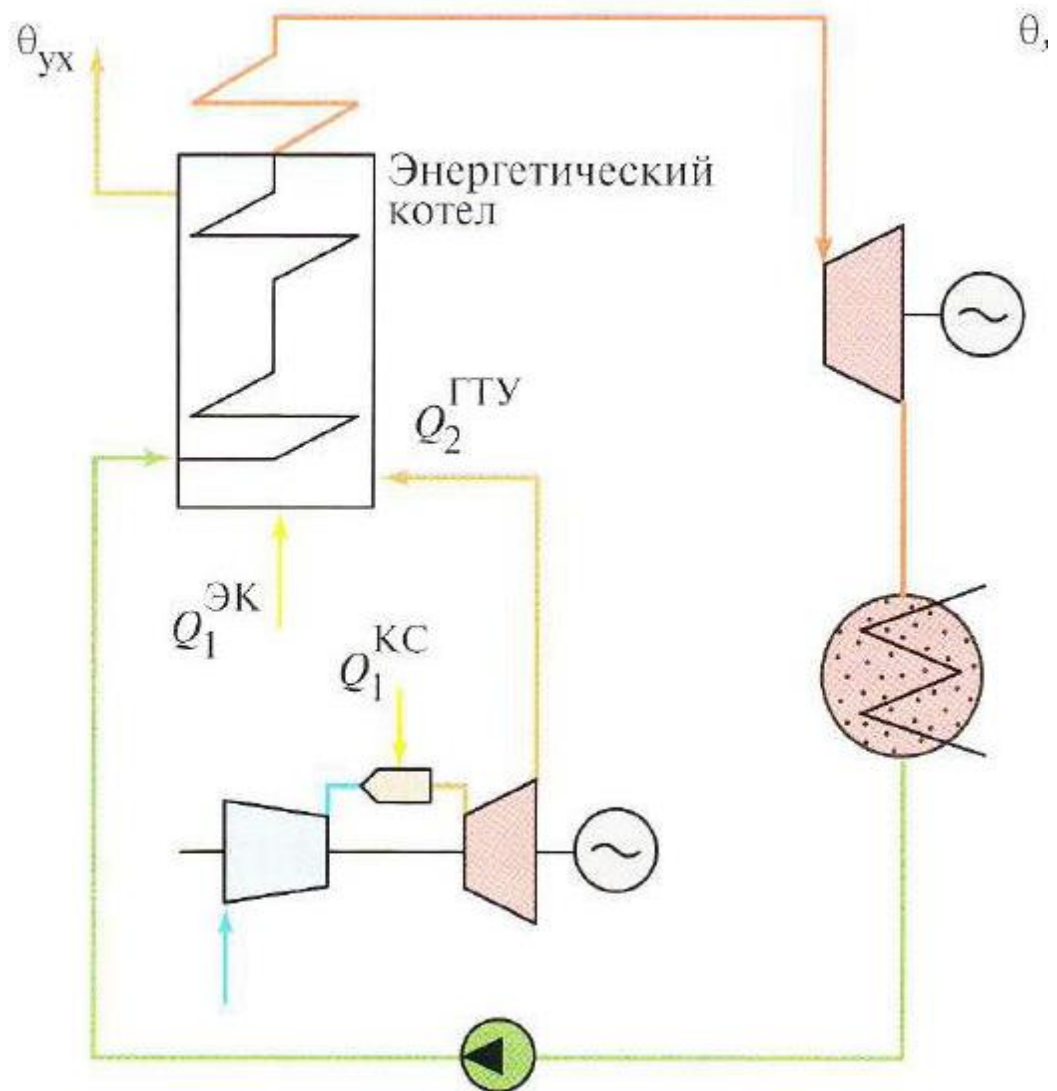 θух
θ,
Энергетический
котел
Q2ГТУ
Q1ЭК
Q1КС